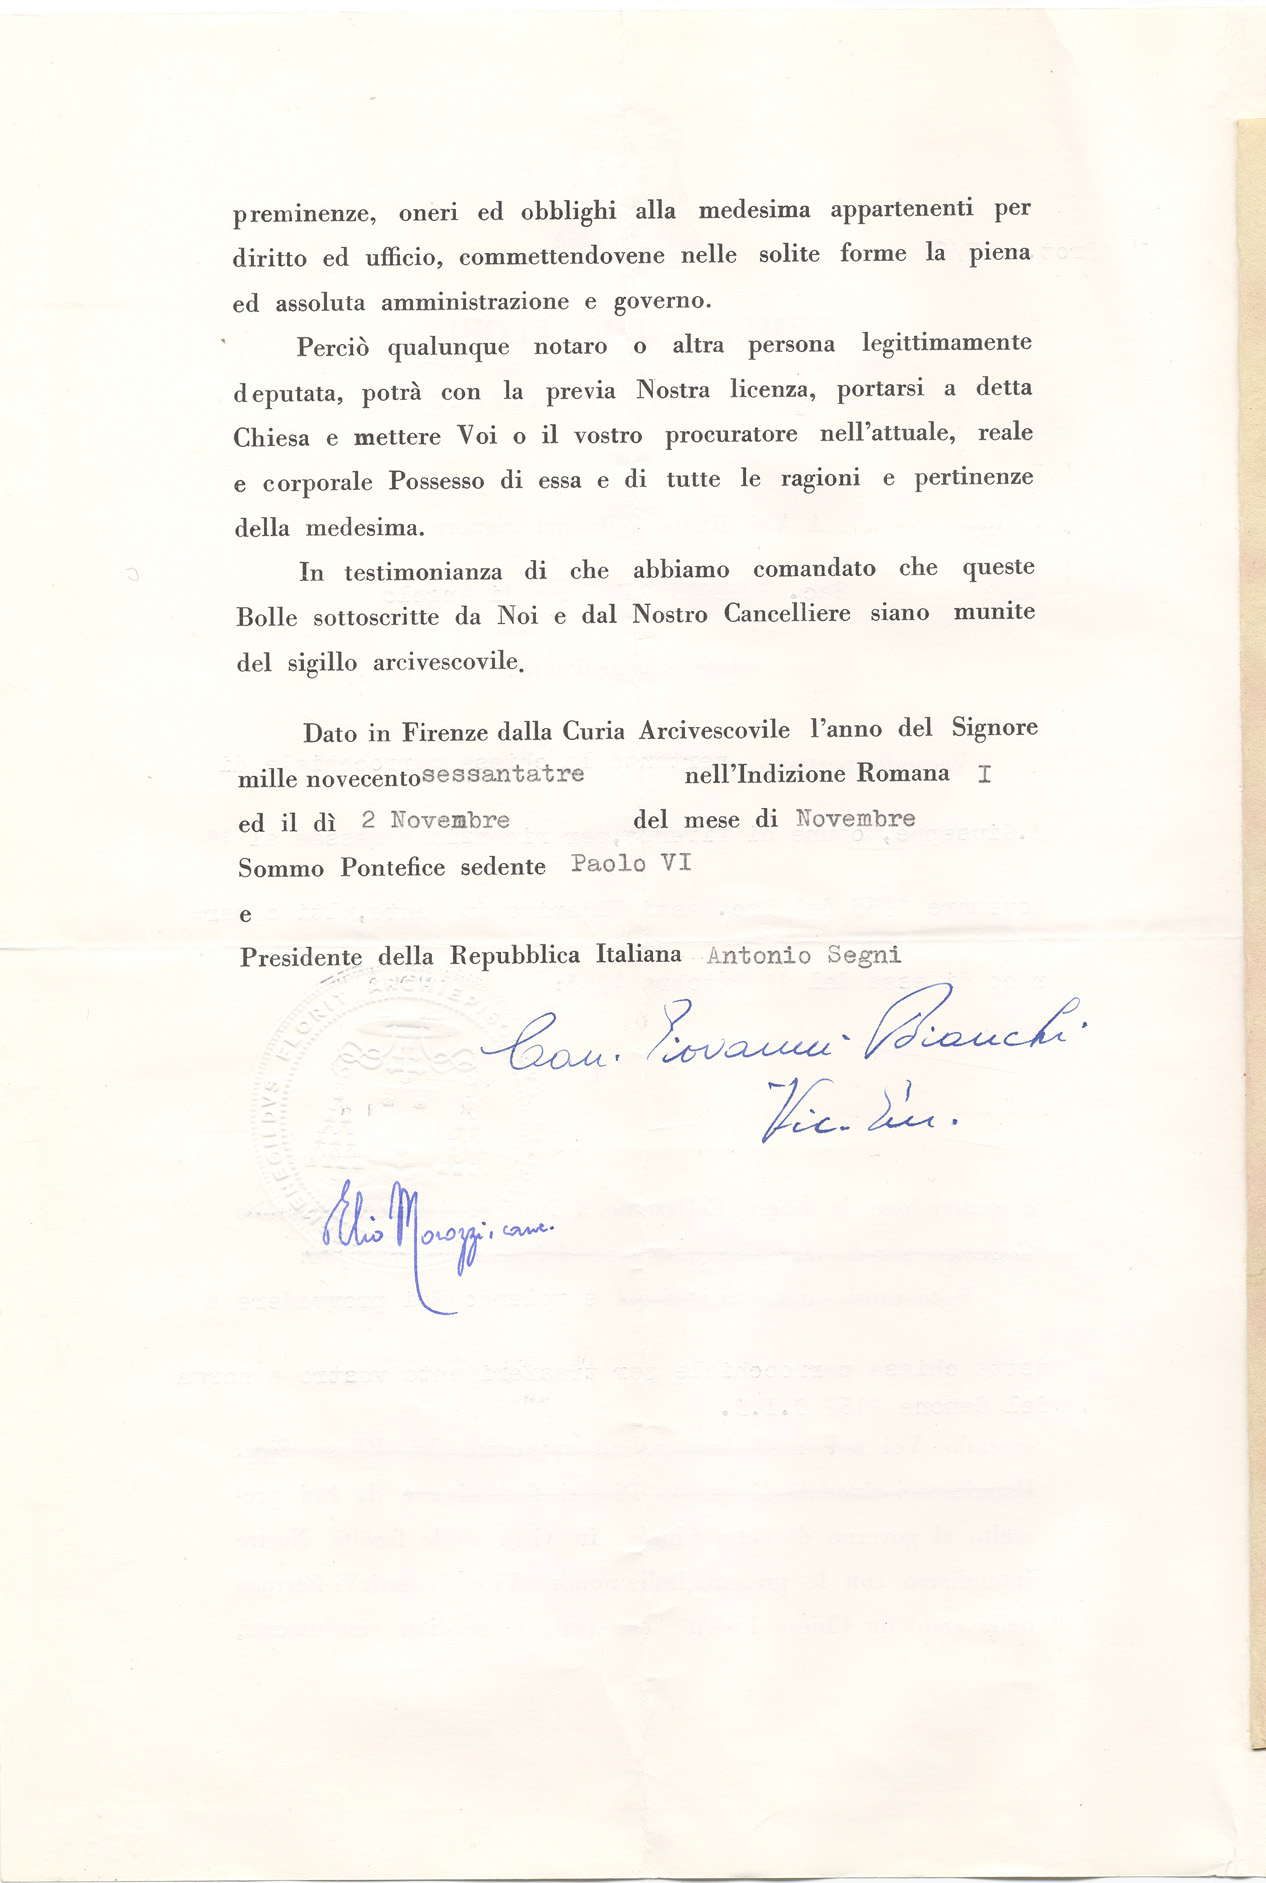 preminenze, oneri ed obblighi alla medesima appartenenti per
diritto ed ufficio, commettendovene nelle solite forme la piena
ed assoluta amministrazione e governo.
Perciò qualunque notaro o altra persona legittimamente
deputata, potrà con la previa Nostra licenza, portarsi a detta
Chiesa e mettere Voi o il vostro procuratore nell'attuale, reale
e corporale Possesso di essa e di tutte le ragioni e pertinenze
della medesima.
In testimonianza di che abbiamo comandato che queste
Bolle sottoscritte da Noi e dal Nostro Cancelliere siano munite
del sigillo arcivescovile.
Dato in Firenze dalla Curia Arcivescovile l'anno del Signore
mille novecentosessantatre nell'Indizione Romana I
ed il dì 2 Novembre del mese di Novembre
Sommo Pontefice sedente Paolo VI
e
Presidente della Repubblica Italiana Antonio Segni
FLORIT ARCHIEP
Can. Giovanni Bianchi
Vic.
Elio Morozzi, canc.